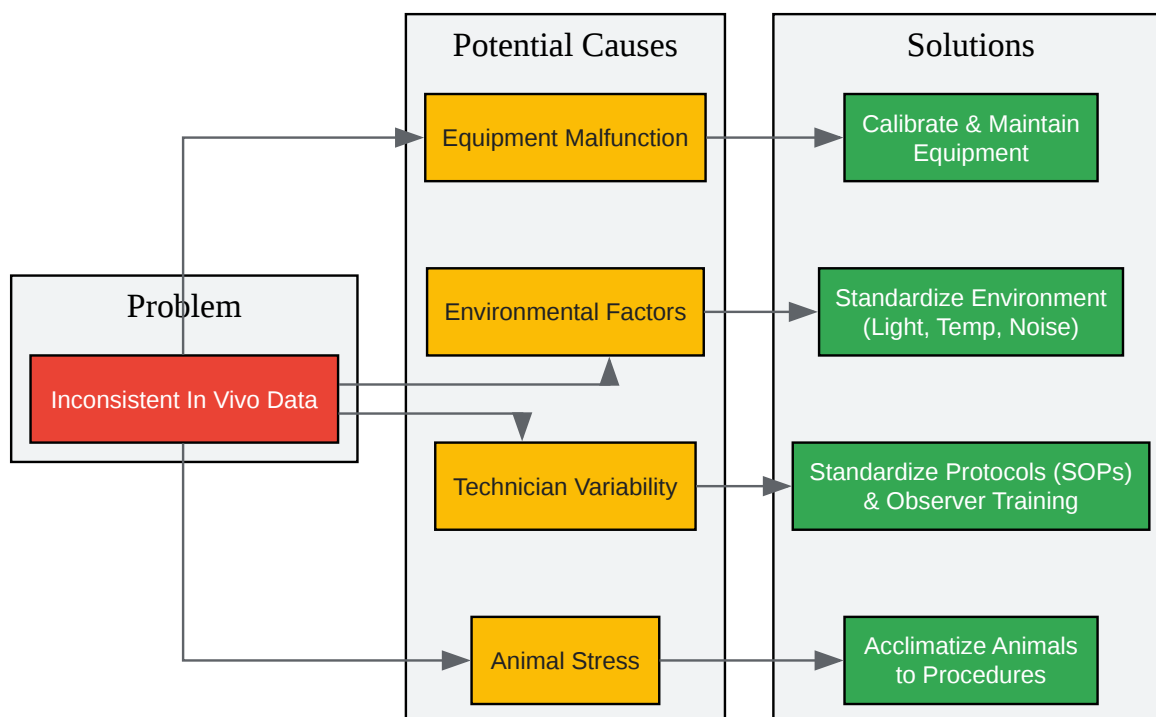 Potential Causes
Solutions
Equipment Malfunction
Calibrate & Maintain
Equipment
Problem
Environmental Factors
Standardize Environment
(Light, Temp, Noise)
Inconsistent In Vivo Data
Technician Variability
Standardize Protocols (SOPs)
& Observer Training
Animal Stress
Acclimatize Animals
to Procedures